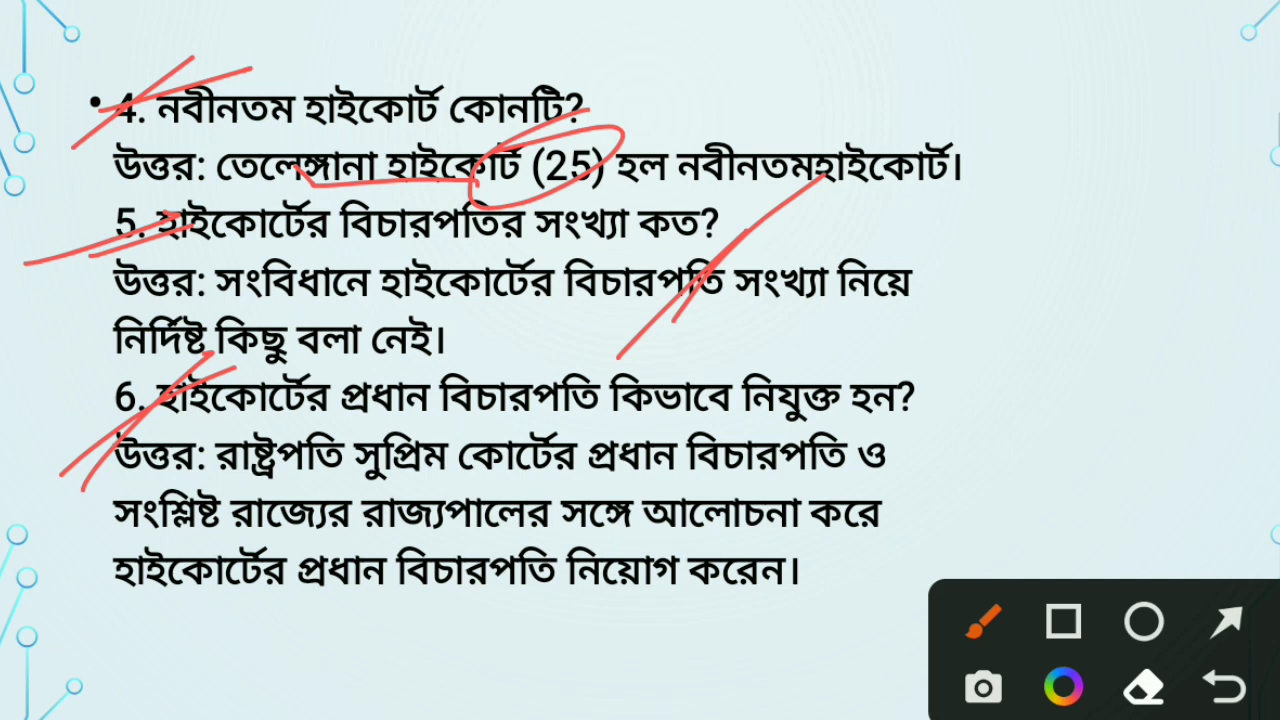 • 4. নবীনতম হাইকোর্ট কোনটি?
উত্তর: তেলেঙ্গানা হাইকোর্ট (25) হল নবীনতমহাইকোর্ট।
5. হাইকোর্টের বিচারপতির সংখ্যা কত?
উত্তর: সংবিধানে হাইকোর্টের বিচারপতি সংখ্যা নিয়ে
নির্দিষ্ট কিছু বলা নেই।
6. হাইকোর্টের প্রধান বিচারপতি কিভাবে নিযুক্ত হন?
উত্তর: রাষ্ট্রপতি সুপ্রিম কোর্টের প্রধান বিচারপতি ও
সংশ্লিষ্ট রাজ্যের রাজ্যপালের সঙ্গে আলোচনা করে
হাইকোর্টের প্রধান বিচারপতি নিয়োগ করেন।